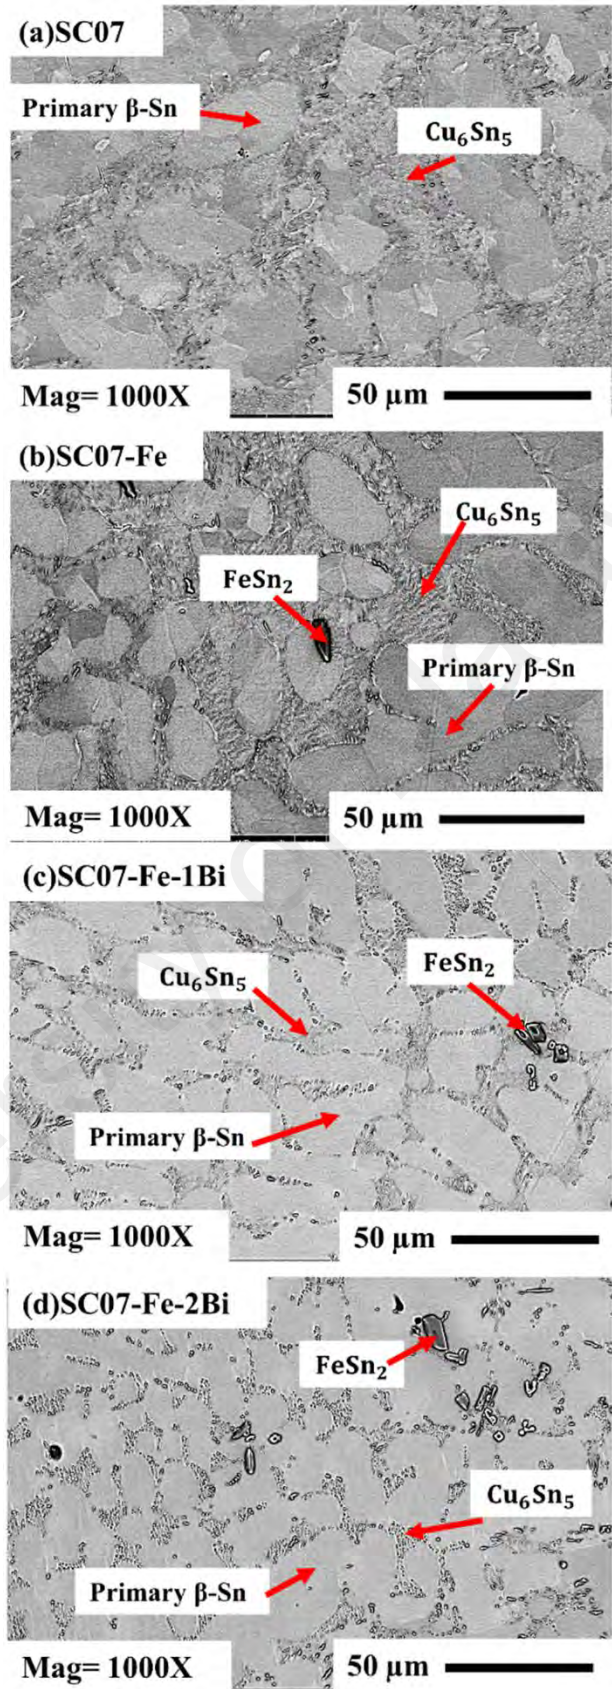 (a)SC07
Primary β-Sn
Cu₆Sn₅
Mag= 1000X
50 μm
(b)SC07-Fe
Cu₆Sn₅
FeSn₂
Primary β-Sn
Mag= 1000X
50 μm
(c)SC07-Fe-1Bi
FeSn₂
Cu₆Sn₅
Primary β-Sn
Mag= 1000X
50 μm
(d)SC07-Fe-2Bi
FeSn₂
Cu₆Sn₅
Primary β-Sn
Mag= 1000X
50 μm